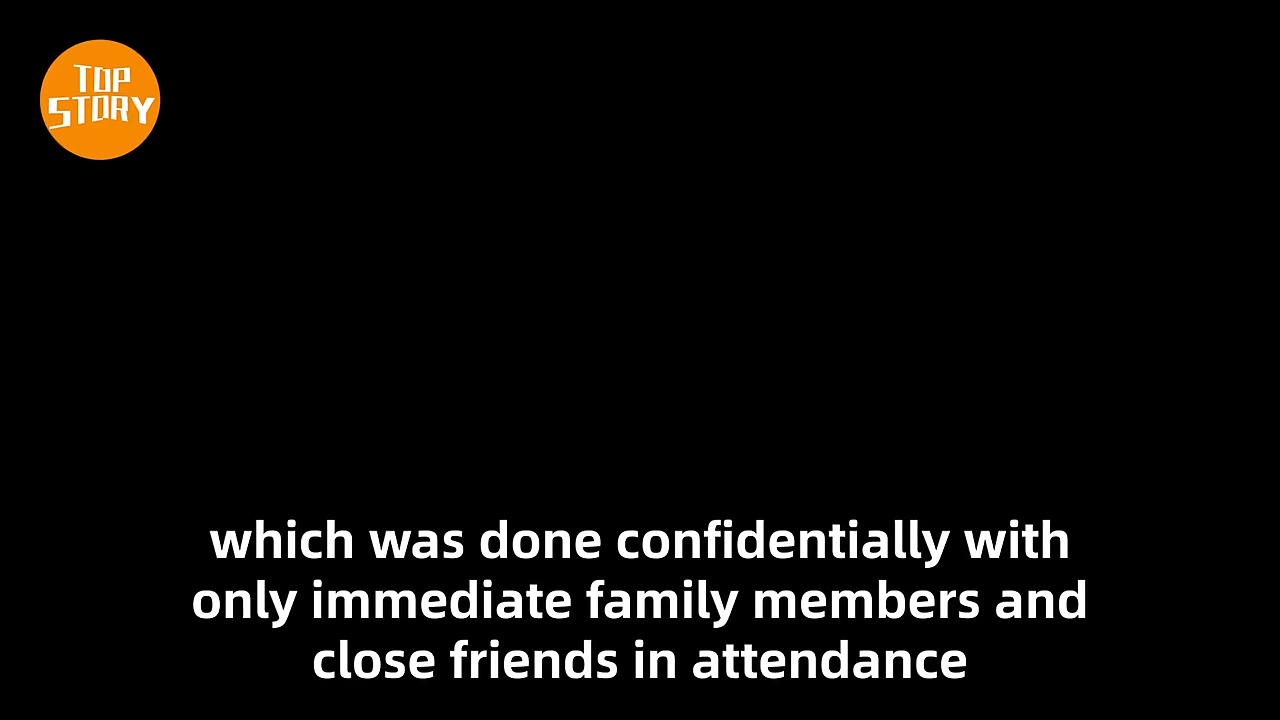 TOP
STORY
which was done confidentially with
only immediate family members and
close friends in attendance